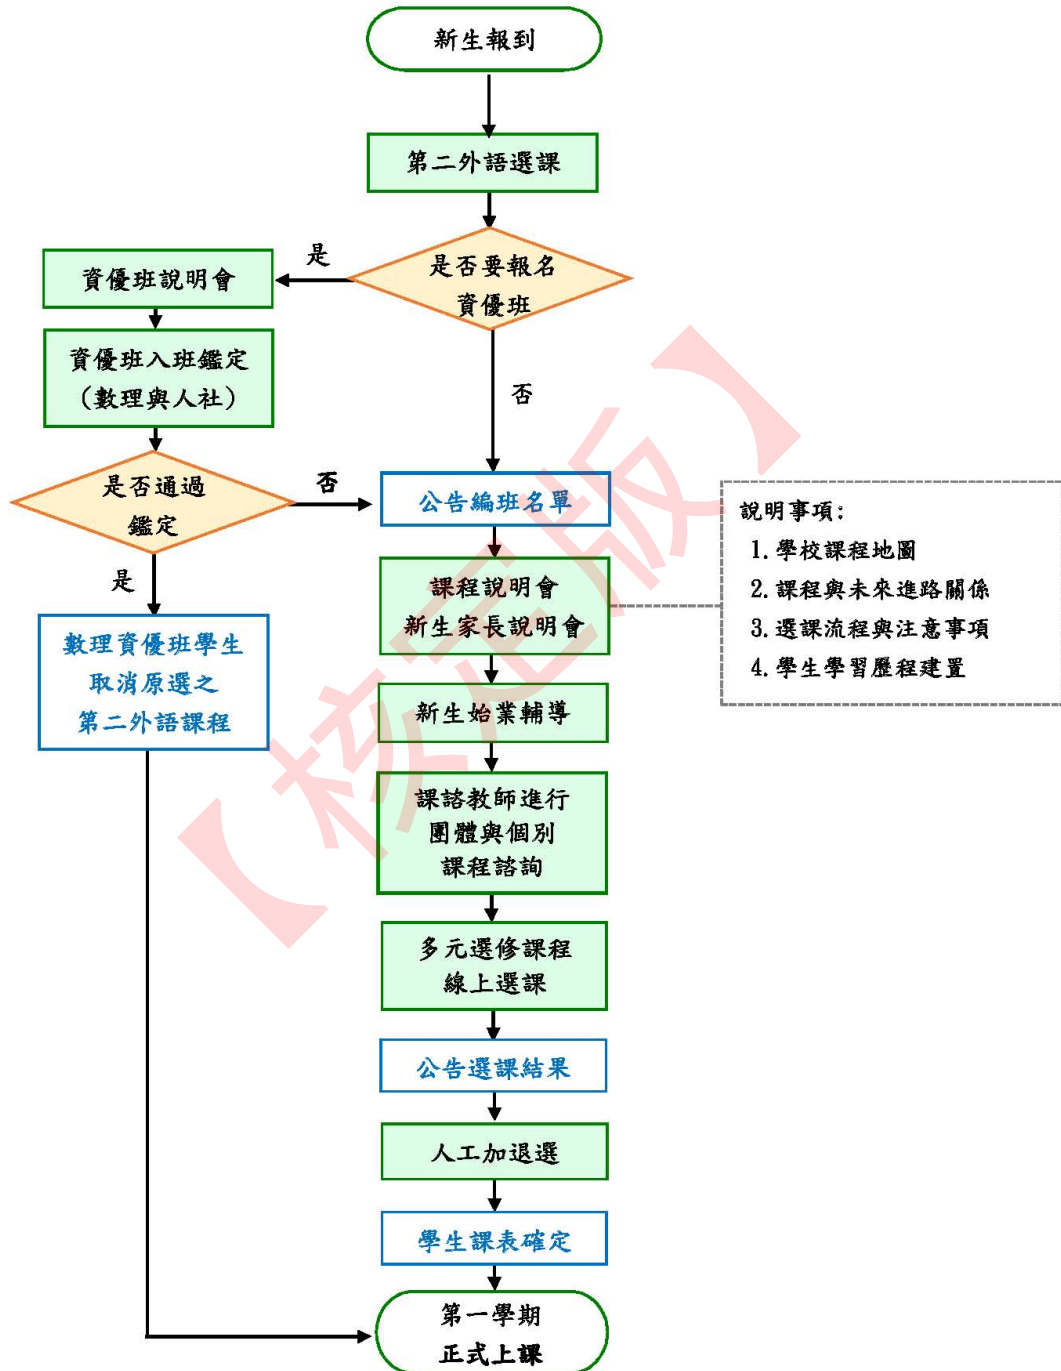 新生報到
第二外語選課
是否要報名
資優班
是
否
資優班說明會
資優班入班鑑定
(數理與人社)
是否通過
鑑定
否
是
數理資優班學生
取消原選之
第二外語課程
公告編班名單
課程說明會
新生家長說明會
說明事項:
1. 學校課程地圖
2. 課程與未來進路關係
3. 選課流程與注意事項
4. 學生學習歷程建置
新生始業輔導
課諮教師進行
團體與個別
課程諮詢
多元選修課程
線上選課
公告選課結果
人工加退選
學生課表確定
第一學期
正式上課
【核定版】